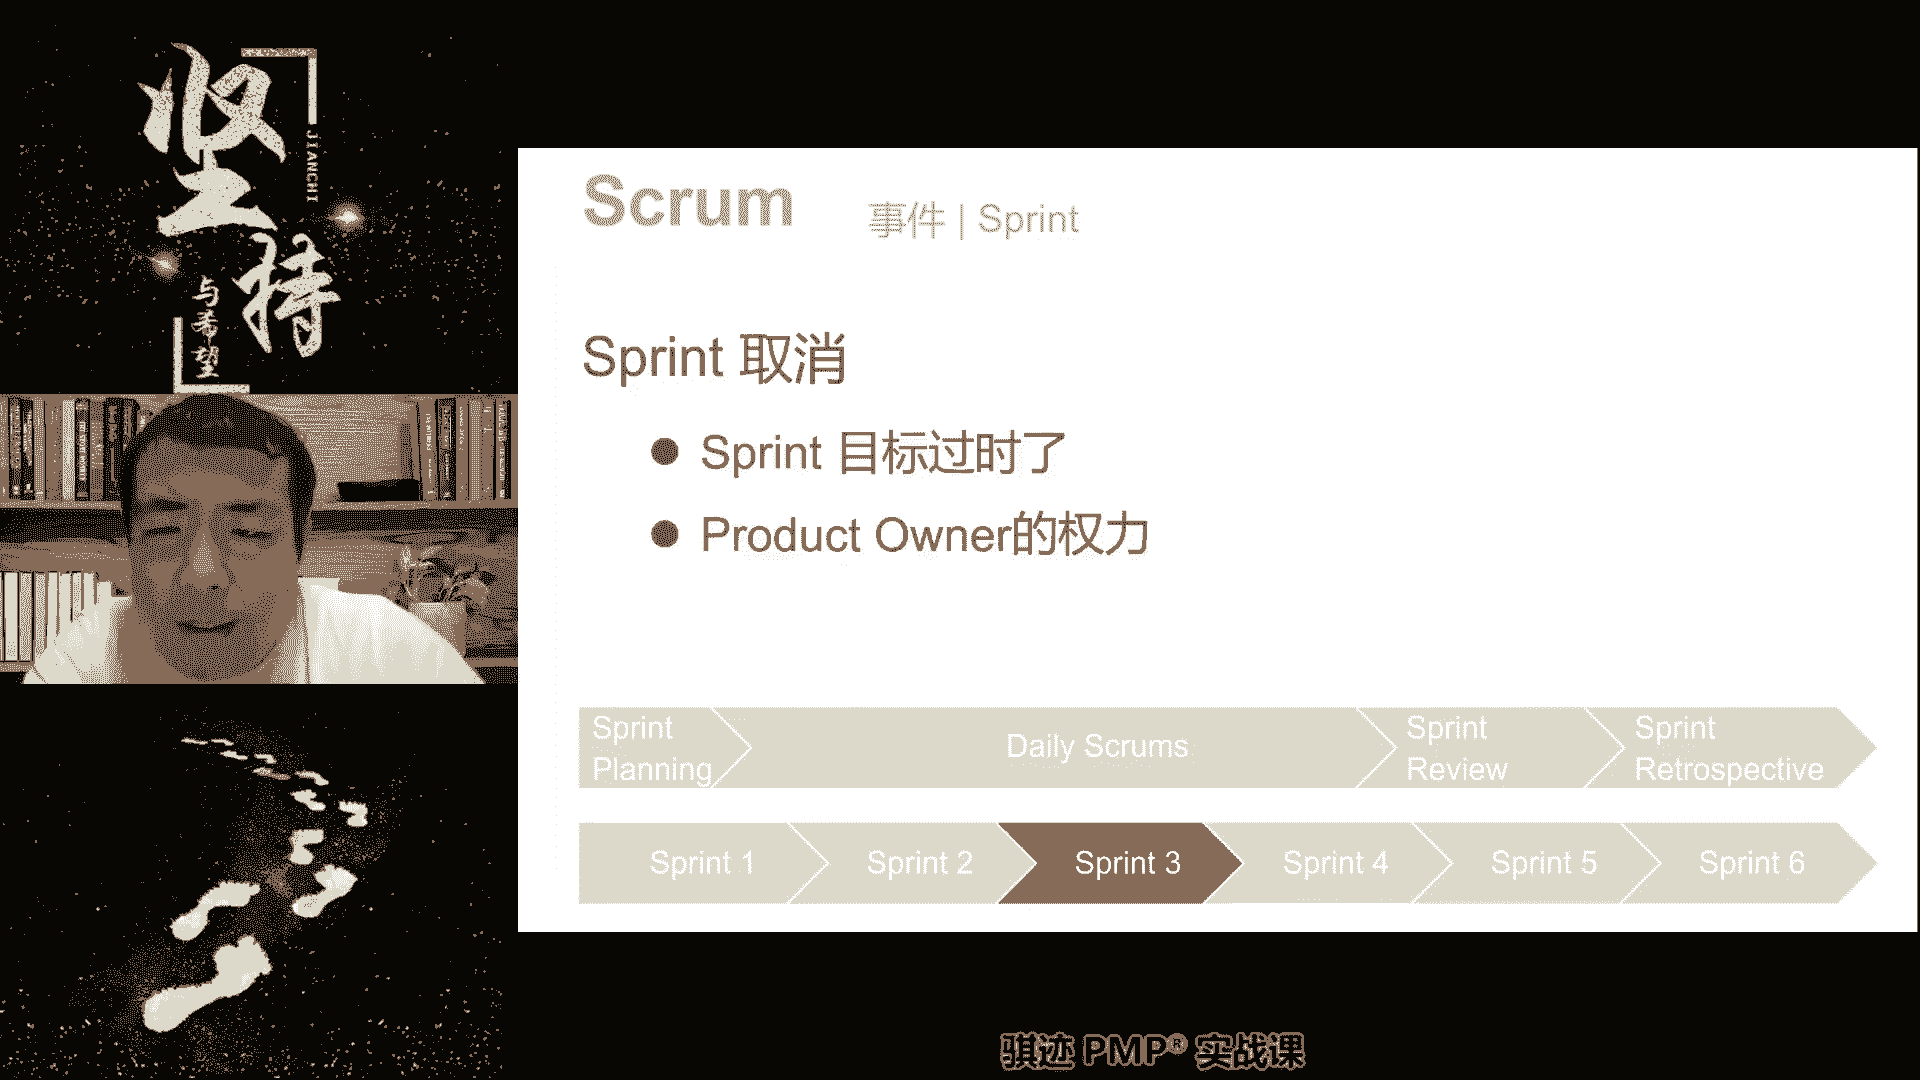 坚持
JIANCHI
与希望
Scrum
事件 | Sprint
Sprint 取消
● Sprint 目标过时了
● Product Owner的权力
Sprint
Planning
Daily Scrums
Sprint
Review
Sprint
Retrospective
Sprint 1
Sprint 2
Sprint 3
Sprint 4
Sprint 5
Sprint 6
骐迹 PMP® 实战课